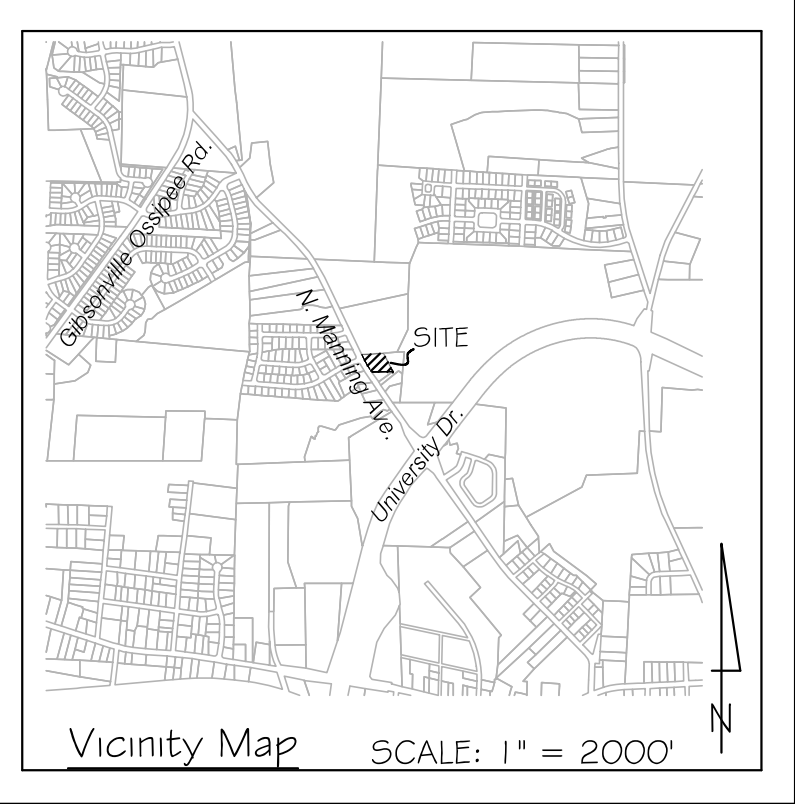 Gibsonville Ossipee Rd.
N. Manning Ave.
SITE
University Dr.
N
Vicinity Map
SCALE: 1" = 2000'